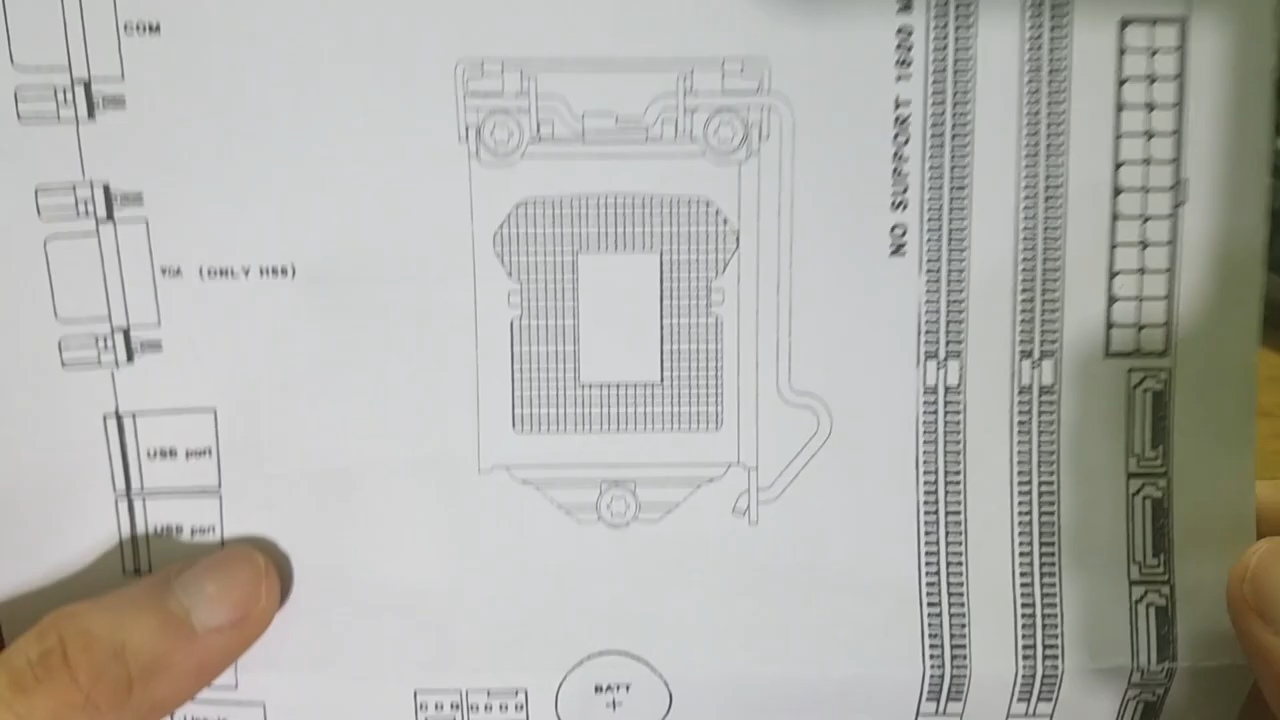 COM
NO SUPPORT 1600
VGA (ONLY H55)
USB port
USB port
BATT
+